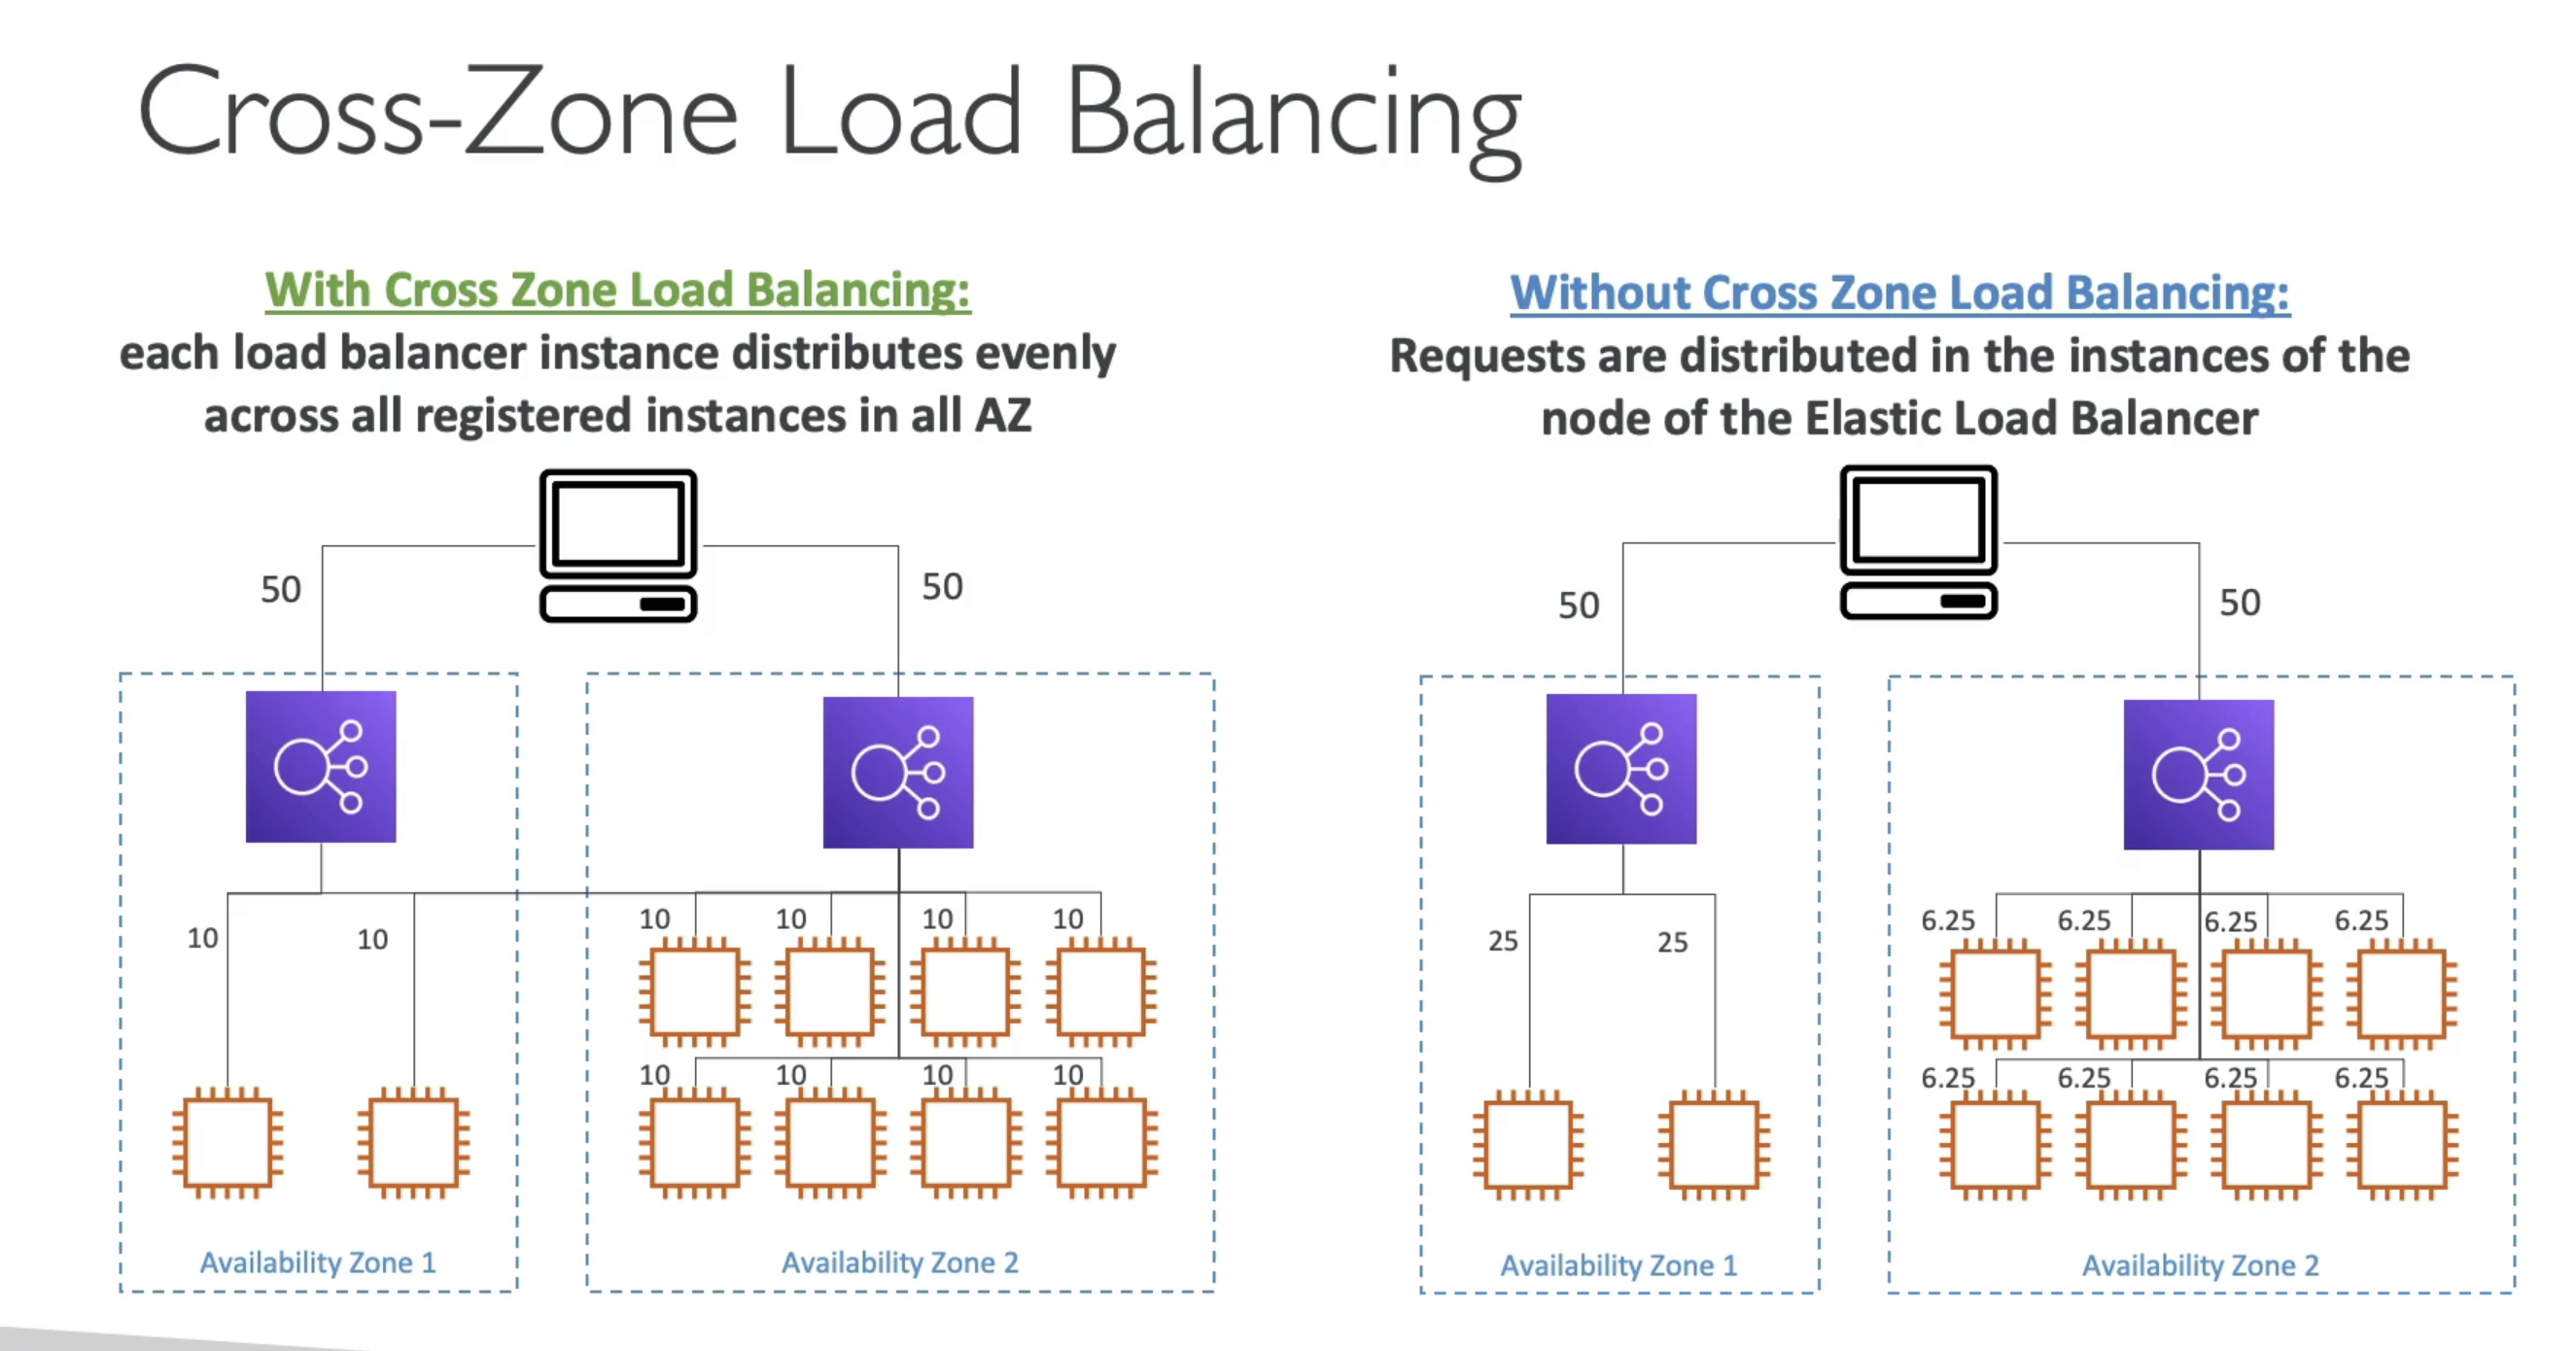 Cross-Zone Load Balancing
With Cross Zone Load Balancing:
each load balancer instance distributes evenly
across all registered instances in all AZ
50
50
10
10
10
10
10
10
10
10
10
10
Availability Zone 1
Availability Zone 2
Without Cross Zone Load Balancing:
Requests are distributed in the instances of the
node of the Elastic Load Balancer
50
50
25
25
6.25
6.25
6.25
6.25
6.25
6.25
6.25
6.25
Availability Zone 1
Availability Zone 2